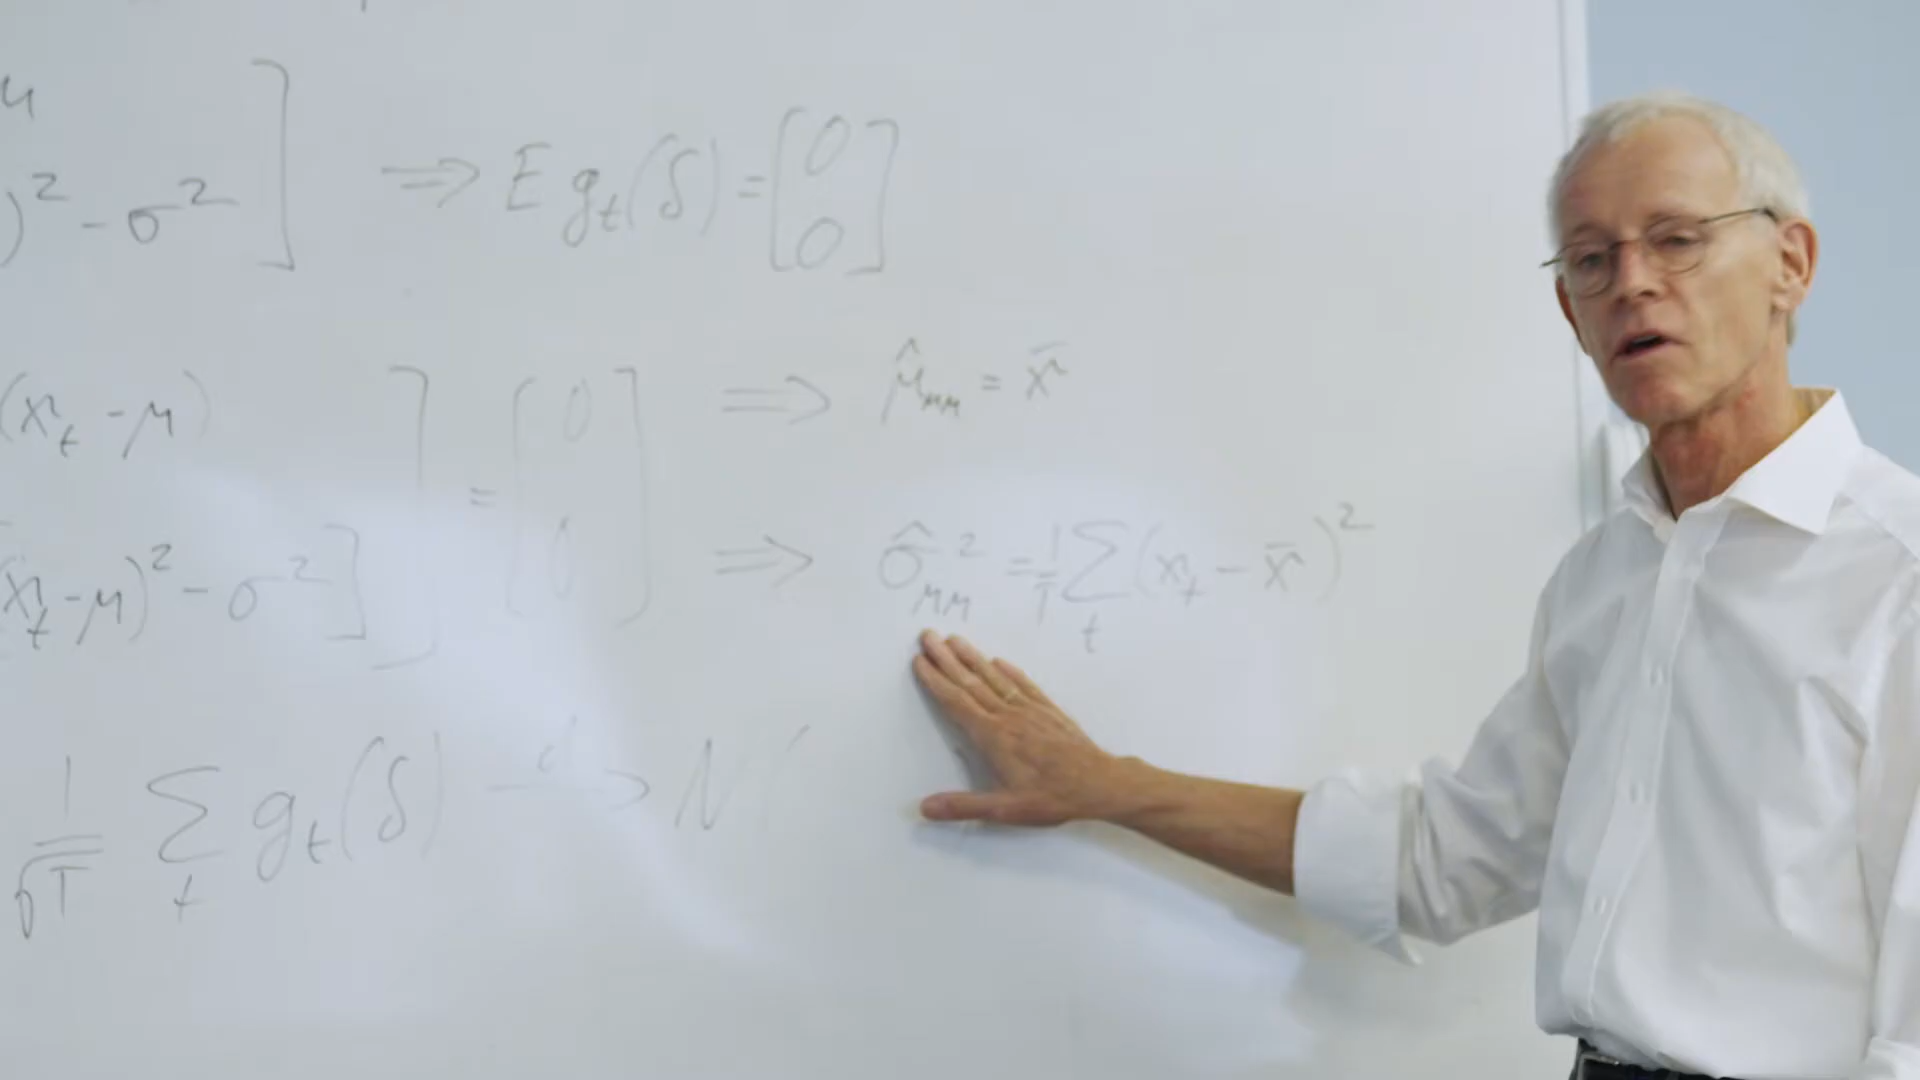 μ
)² - σ² ] ⇒ E g_t(δ) = [0 0]
(x_t - μ) ] = [0 0] ⇒ μ̂_MM = x̄
(x_t - μ)² - σ² ] ⇒ σ̂²_MM = 1/T Σ_t (x_t - x̄)²
1/√T Σ_t g_t(δ) →^d N(